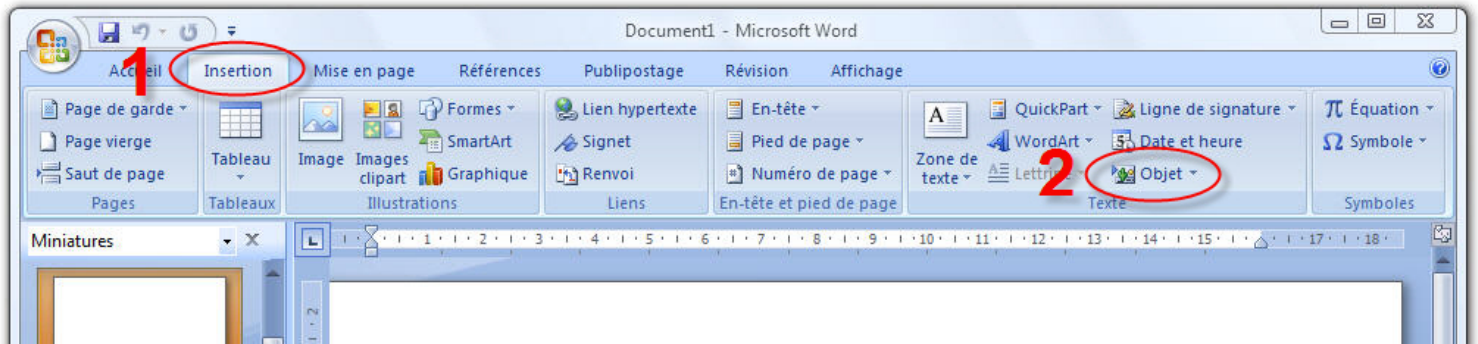 Document1 - Microsoft Word
1
Accueil Insertion Mise en page Références Publipostage Révision Affichage
Page de garde
Page vierge
Saut de page
Pages
Tableau
Tableaux
Image
Images
clipart
Formes
SmartArt
Graphique
Illustrations
Lien hypertexte
Signet
Renvoi
Liens
En-tête
Pied de page
Numéro de page
En-tête et pied de page
A
Zone de
texte
QuickPart
WordArt
Lettrine
Ligne de signature
Date et heure
2
Objet
Texte
π Équation
Ω Symbole
Symboles
Miniatures X
L
1 2 3 4 5 6 7 8 9 10 11 12 13 14 15 17 18
2